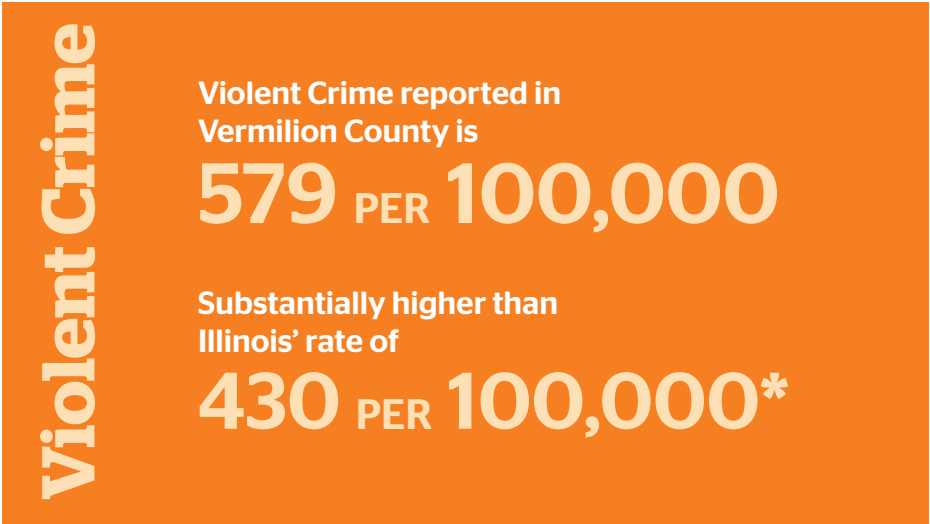 Violent Crime
Violent Crime reported in
Vermilion County is
579 PER 100,000
Substantially higher than
Illinois’ rate of
430 PER 100,000*